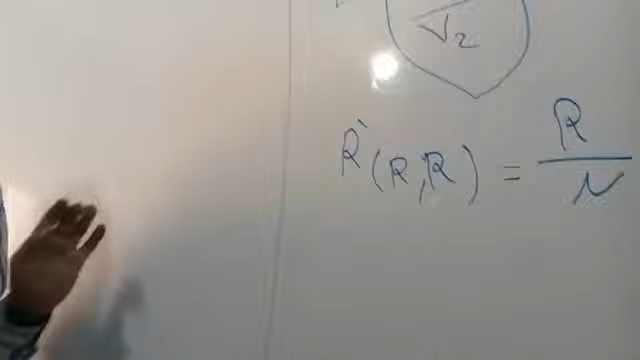 √2
R`(R,R) = R/N